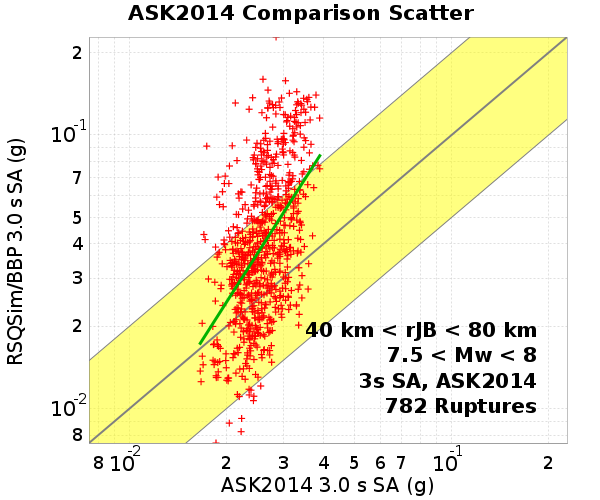 ASK2014 Comparison Scatter
RSQSim/BBP 3.0 s SA (g)
2
10^-1
7
5
4
3
2
10^-2
8
40 km < rJB < 80 km
7.5 < Mw < 8
3s SA, ASK2014
782 Ruptures
8 10^-2 2 3 4 5 6 7 10^-1 2
ASK2014 3.0 s SA (g)